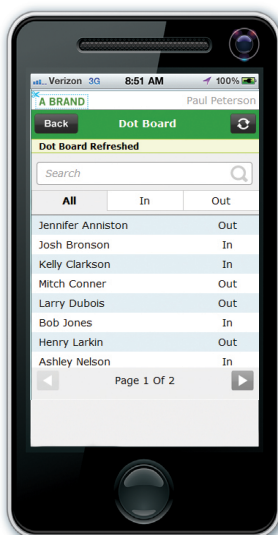 Verizon 3G 8:51 AM 100%
A BRAND Paul Peterson
Back Dot Board
Dot Board Refreshed
Search
All In Out
Jennifer Anniston Out
Josh Bronson In
Kelly Clarkson In
Mitch Conner Out
Larry Dubois Out
Bob Jones In
Henry Larkin Out
Ashley Nelson In
Page 1 Of 2